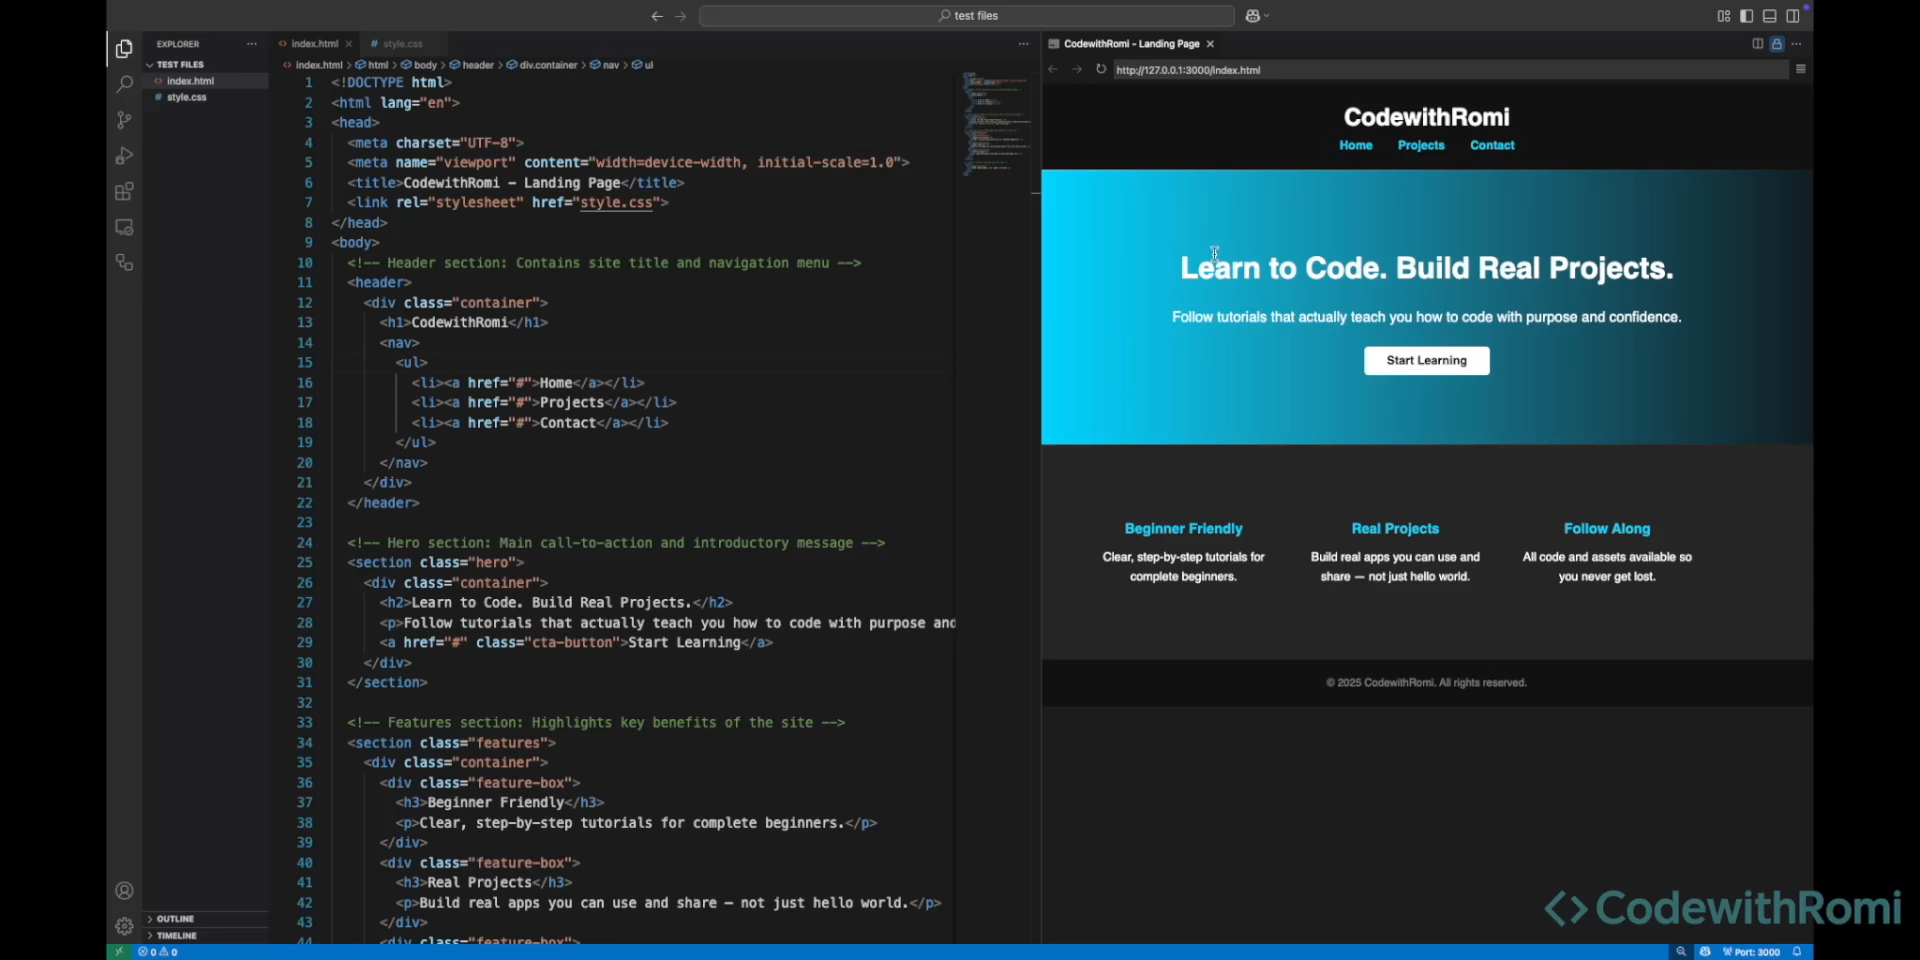 test files
EXPLORER
TEST FILES
index.html
style.css
OUTLINE
TIMELINE
index.html
style.css
index.html > html > body > header > div.container > nav > ul
1 <!DOCTYPE html>
2 <html lang="en">
3 <head>
4 <meta charset="UTF-8">
5 <meta name="viewport" content="width=device-width, initial-scale=1.0">
6 <title>CodewithRomi – Landing Page</title>
7 <link rel="stylesheet" href="style.css">
8 </head>
9 <body>
10 <!-- Header section: Contains site title and navigation menu -->
11 <header>
12 <div class="container">
13 <h1>CodewithRomi</h1>
14 <nav>
15 <ul>
16 <li><a href="#">Home</a></li>
17 <li><a href="#">Projects</a></li>
18 <li><a href="#">Contact</a></li>
19 </ul>
20 </nav>
21 </div>
22 </header>
23
24 <!-- Hero section: Main call-to-action and introductory message -->
25 <section class="hero">
26 <div class="container">
27 <h2>Learn to Code. Build Real Projects.</h2>
28 <p>Follow tutorials that actually teach you how to code with purpose and
29 <a href="#" class="cta-button">Start Learning</a>
30 </div>
31 </section>
32
33 <!-- Features section: Highlights key benefits of the site -->
34 <section class="features">
35 <div class="container">
36 <div class="feature-box">
37 <h3>Beginner Friendly</h3>
38 <p>Clear, step-by-step tutorials for complete beginners.</p>
39 </div>
40 <div class="feature-box">
41 <h3>Real Projects</h3>
42 <p>Build real apps you can use and share — not just hello world.</p>
43 </div>
44 <div class="feature-box">
CodewithRomi - Landing Page
http://127.0.0.1:3000/index.html
CodewithRomi
Home Projects Contact
Learn to Code. Build Real Projects.
Follow tutorials that actually teach you how to code with purpose and confidence.
Start Learning
Beginner Friendly
Clear, step-by-step tutorials for
complete beginners.
Real Projects
Build real apps you can use and
share — not just hello world.
Follow Along
All code and assets available so
you never get lost.
© 2025 CodewithRomi. All rights reserved.
<> CodewithRomi
0 0
Port: 3000